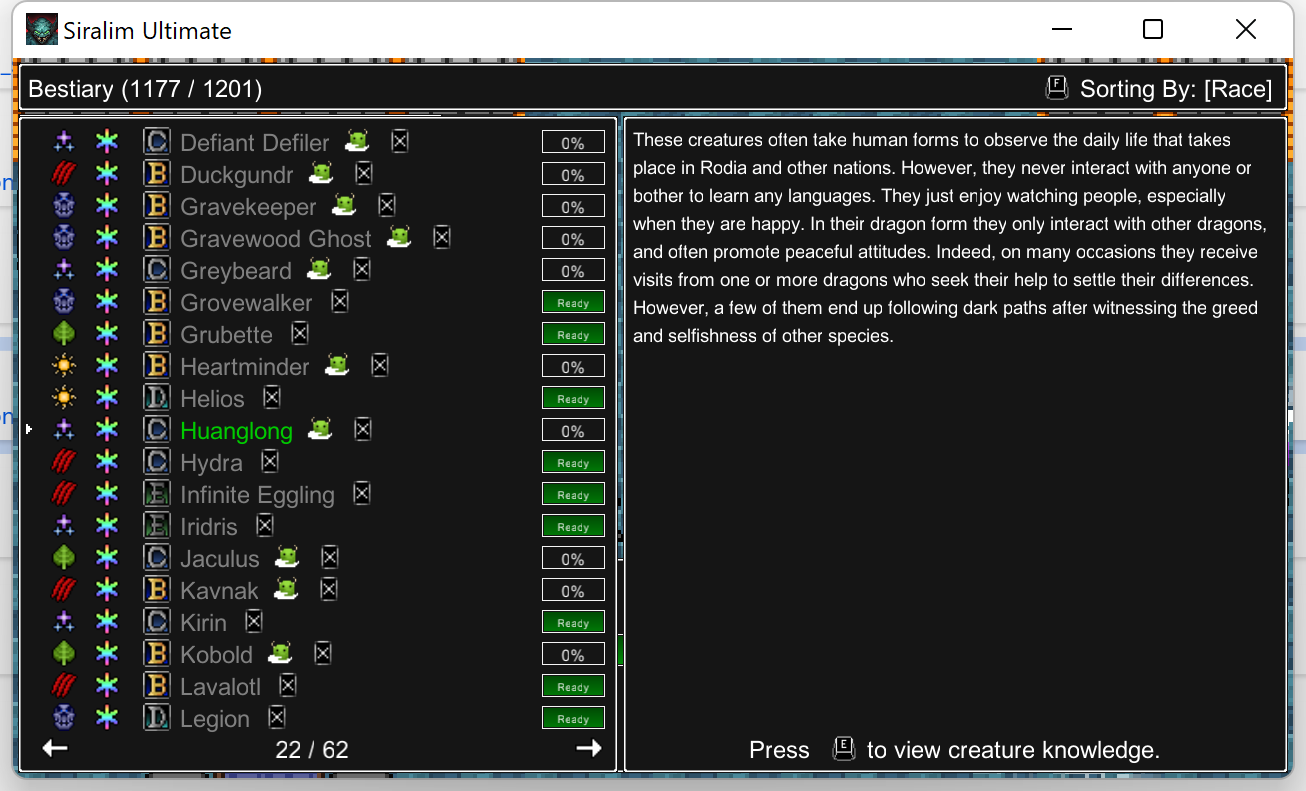 Siralim Ultimate
Bestiary (1177 / 1201)
F Sorting By: [Race]
C Defiant Defiler 0%
B Duckgundr 0%
B Gravekeeper 0%
B Gravewood Ghost 0%
C Greybeard 0%
B Grovewalker Ready
B Grubette Ready
B Heartminder 0%
D Helios Ready
C Huanglong 0%
C Hydra Ready
E Infinite Eggling Ready
E Iridris Ready
C Jaculus 0%
B Kavnak 0%
C Kirin Ready
B Kobold 0%
B Lavalotl Ready
D Legion Ready
22 / 62
These creatures often take human forms to observe the daily life that takes
place in Rodia and other nations. However, they never interact with anyone or
bother to learn any languages. They just enjoy watching people, especially
when they are happy. In their dragon form they only interact with other dragons,
and often promote peaceful attitudes. Indeed, on many occasions they receive
visits from one or more dragons who seek their help to settle their differences.
However, a few of them end up following dark paths after witnessing the greed
and selfishness of other species.
Press E to view creature knowledge.
on
on